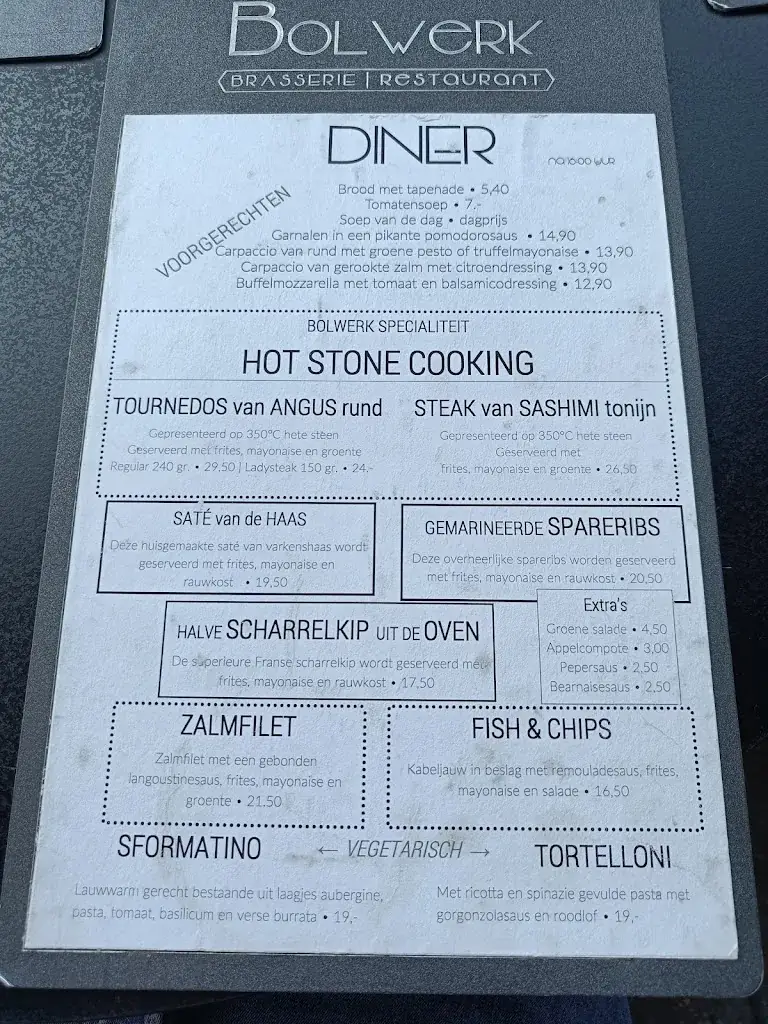 BOLWERK
BRASSERIE | RESTAURANT
DINER
NA 16:00 UUR
VOORGERECHTEN
Brood met tapenade • 5,40
Tomatensoep • 7,-
Soep van de dag • dagprijs
Garnalen in een pikante pomodorosaus • 14,90
Carpaccio van rund met groene pesto of truffelmayonaise • 13,90
Carpaccio van gerookte zalm met citroendressing • 13,90
Buffelmozzarella met tomaat en balsamicodressing • 12,90
BOLWERK SPECIALITEIT
HOT STONE COOKING
TOURNEDOS van ANGUS rund
Gepresenteerd op 350°C hete steen
Geserveerd met frites, mayonaise en groente
Regular 240 gr. • 29,50 | Ladysteak 150 gr. • 24.-
STEAK van SASHIMI tonijn
Gepresenteerd op 350°C hete steen
Geserveerd met
frites, mayonaise en groente • 26,50
SATÉ van de HAAS
Deze huisgemaakte saté van varkenshaas wordt
geserveerd met frites, mayonaise en
rauwkost • 19,50
GEMARINEERDE SPARERIBS
Deze overheerlijke spareribs worden geserveerd
met frites, mayonaise en rauwkost • 20,50
HALVE SCHARRELKIP UIT DE OVEN
De superieure Franse scharrelkip wordt geserveerd met
frites, mayonaise en rauwkost • 17,50
Extra's
Groene salade • 4,50
Appelcompote • 3,00
Pepersaus • 2,50
Bearnaisesaus • 2,50
ZALMFILET
Zalmfilet met een gebonden
langoustinesaus, frites, mayonaise en
groente • 21,50
FISH & CHIPS
Kabeljauw in beslag met remouladesaus, frites,
mayonaise en salade • 16,50
← VEGETARISCH →
SFORMATINO
Lauwwarm gerecht bestaande uit laagjes aubergine,
pasta, tomaat, basilicum en verse burrata • 19,-
TORTELLONI
Met ricotta en spinazie gevulde pasta met
gorgonzolasaus en roodlof • 19,-